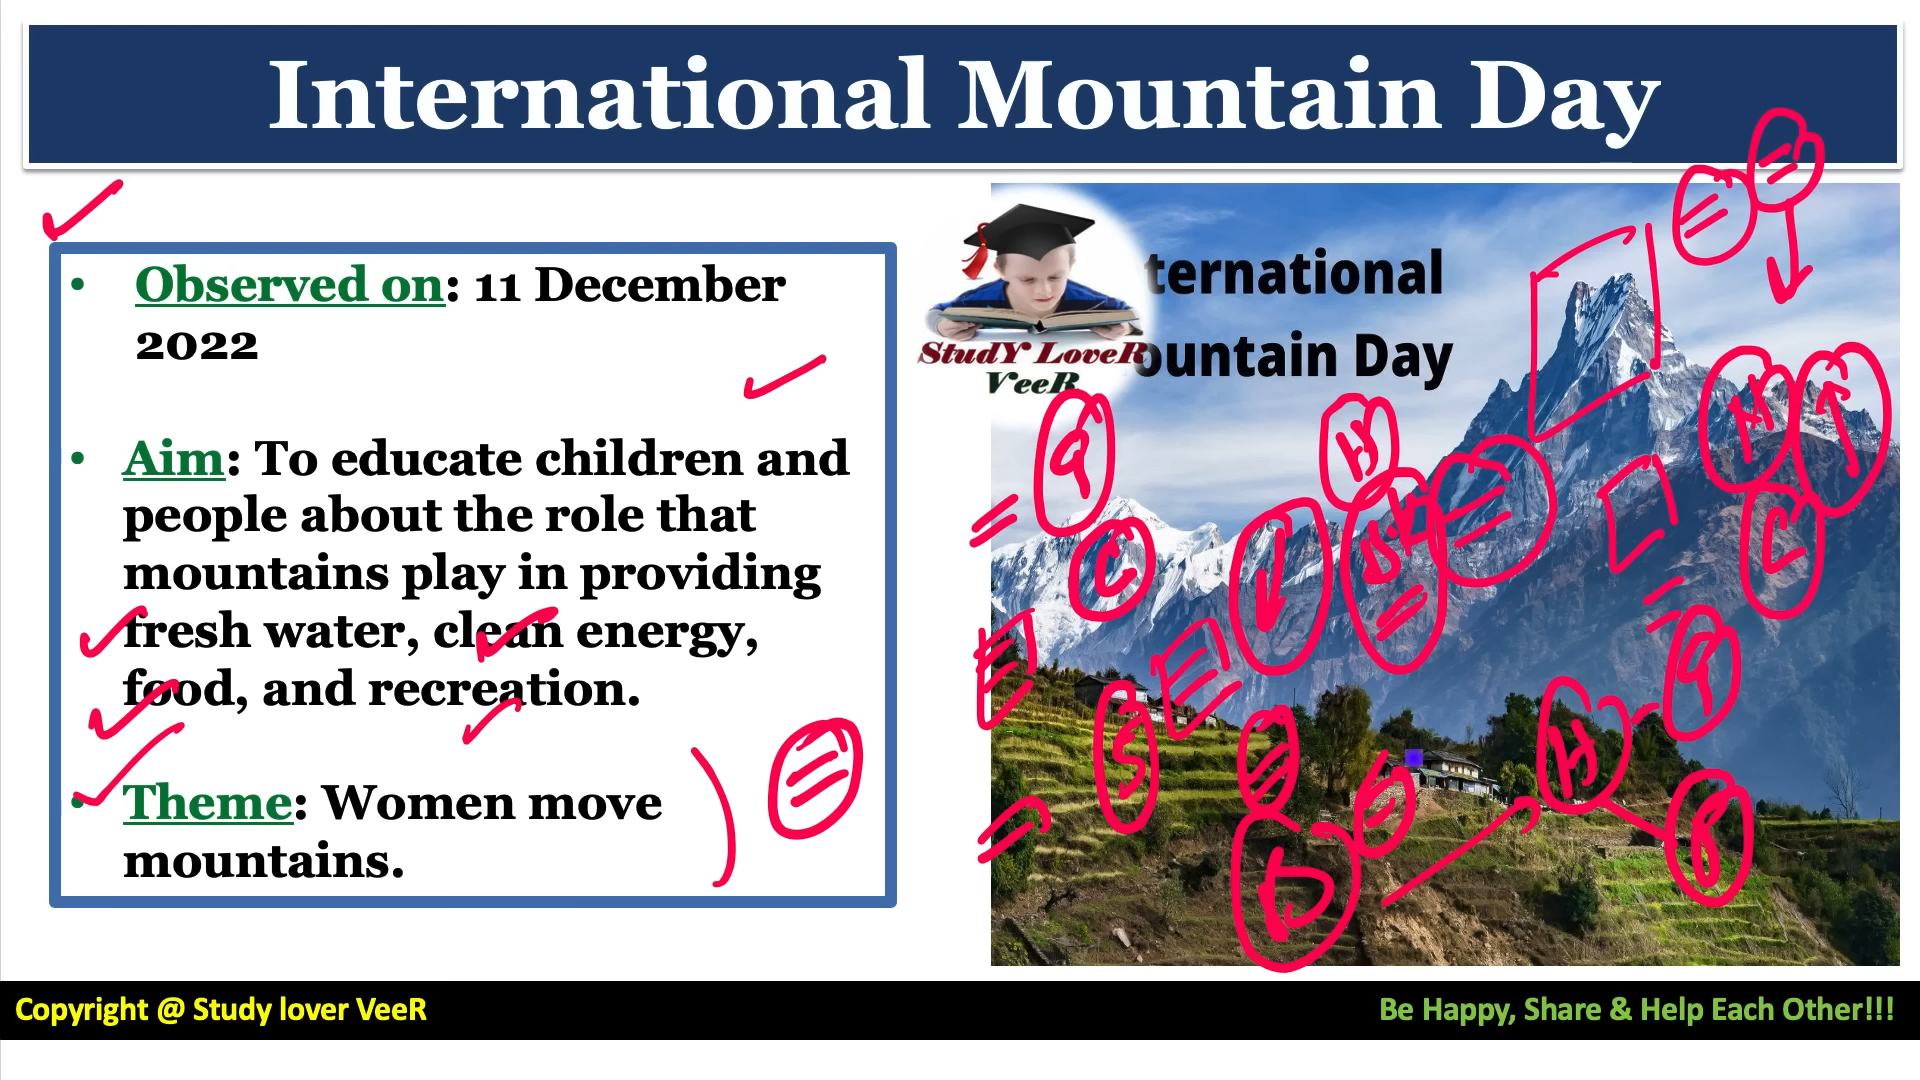 International Mountain Day
• Observed on: 11 December
2022
• Aim: To educate children and
people about the role that
mountains play in providing
fresh water, clean energy,
food, and recreation.
• Theme: Women move
mountains.
ternational
ountain Day
StudY LoveR
VeeR
Copyright @ Study lover VeeR
Be Happy, Share & Help Each Other!!!